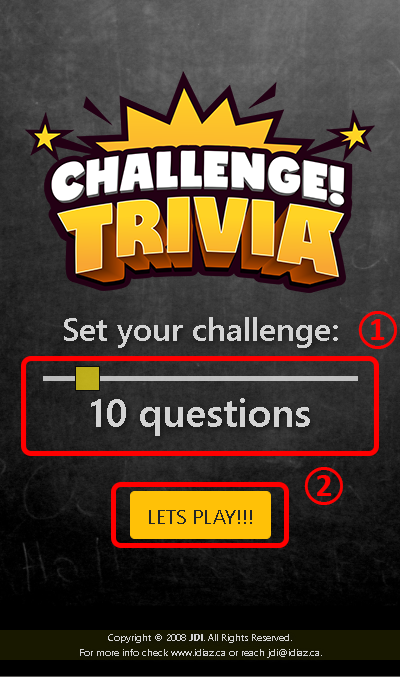 CHALLENGE!
TRIVIA
Set your challenge:
1
10 questions
2
LETS PLAY!!!
Copyright © 2008 JDI. All Rights Reserved.
For more info check www.idiaz.ca or reach jdi@idiaz.ca.